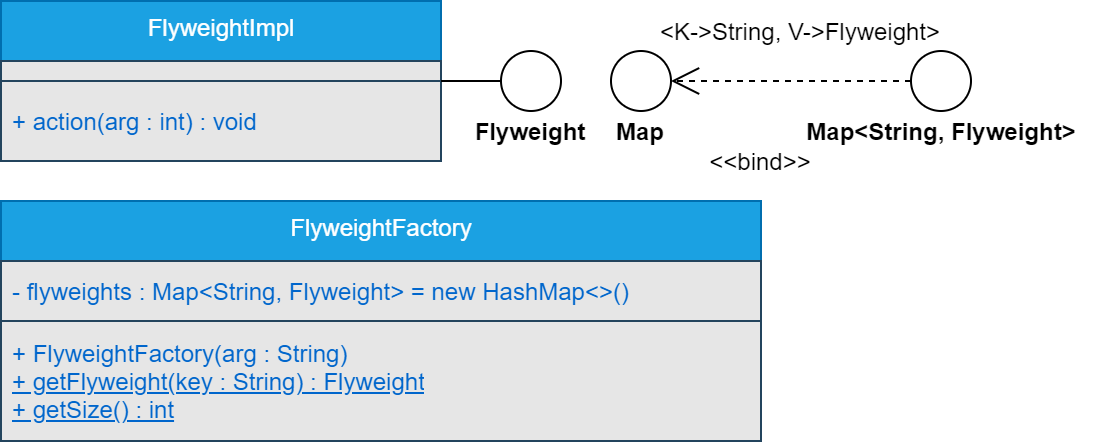 FlyweightImpl
+ action(arg : int) : void
<K->String, V->Flyweight>
Flyweight
Map
Map<String, Flyweight>
<<bind>>
FlyweightFactory
- flyweights : Map<String, Flyweight> = new HashMap<>()
+ FlyweightFactory(arg : String)
+ getFlyweight(key : String) : Flyweight
+ getSize() : int